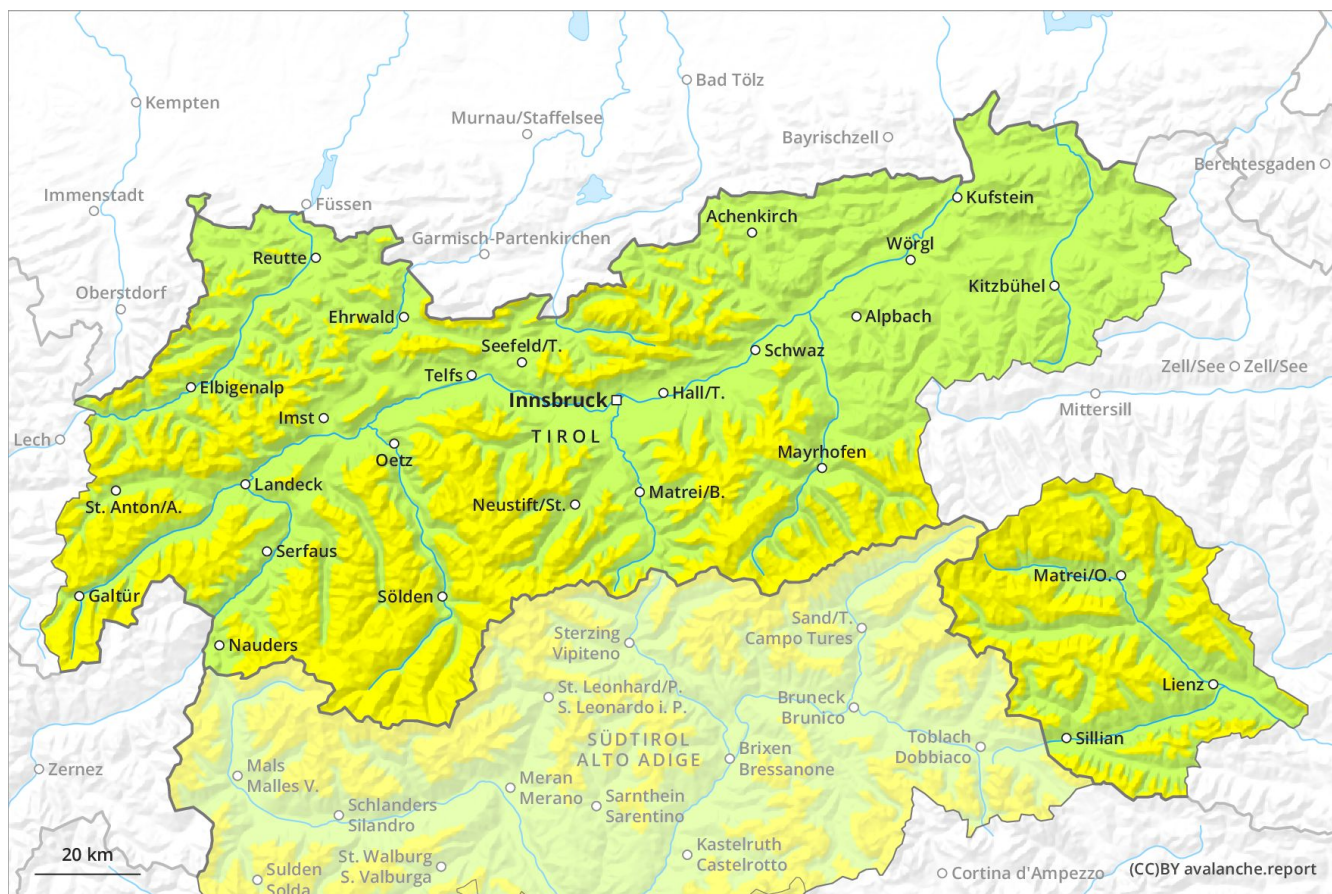 Kempten
Bad Tölz
Murnau/Staffelsee
Bayrischzell
Berchtesgaden
Immenstadt
Füssen
Kufstein
Achenkirch
Garmisch-Partenkirchen
Wörgl
Reutte
Kitzbühel
Oberstdorf
Ehrwald
Alpbach
Seefeld/T.
Schwaz
Telfs
Zell/See
Zell/See
Elbigenalp
Innsbruck
Hall/T.
Mittersill
Imst
TIROL
Lech
Oetz
Mayrhofen
Landeck
St. Anton/A.
Neustift/St.
Matrei/B.
Serfaus
Matrei/O.
Galtür
Sölden
Sand/T.
Campo Tures
Sterzing
Vipiteno
Nauders
Lienz
St. Leonhard/P.
S. Leonardo i. P.
Bruneck
Brunico
SÜDTIROL
ALTO ADIGE
Sillian
Toblach
Dobbiaco
Brixen
Bressanone
Zernez
Mals
Malles V.
Meran
Merano
Sarnthein
Sarentino
Schlanders
Silandro
Kastelruth
Castelrotto
20 km
St. Walburg
S. Valburga
Sulden
Solda
Cortina d'Ampezzo
(CC)BY avalanche.report